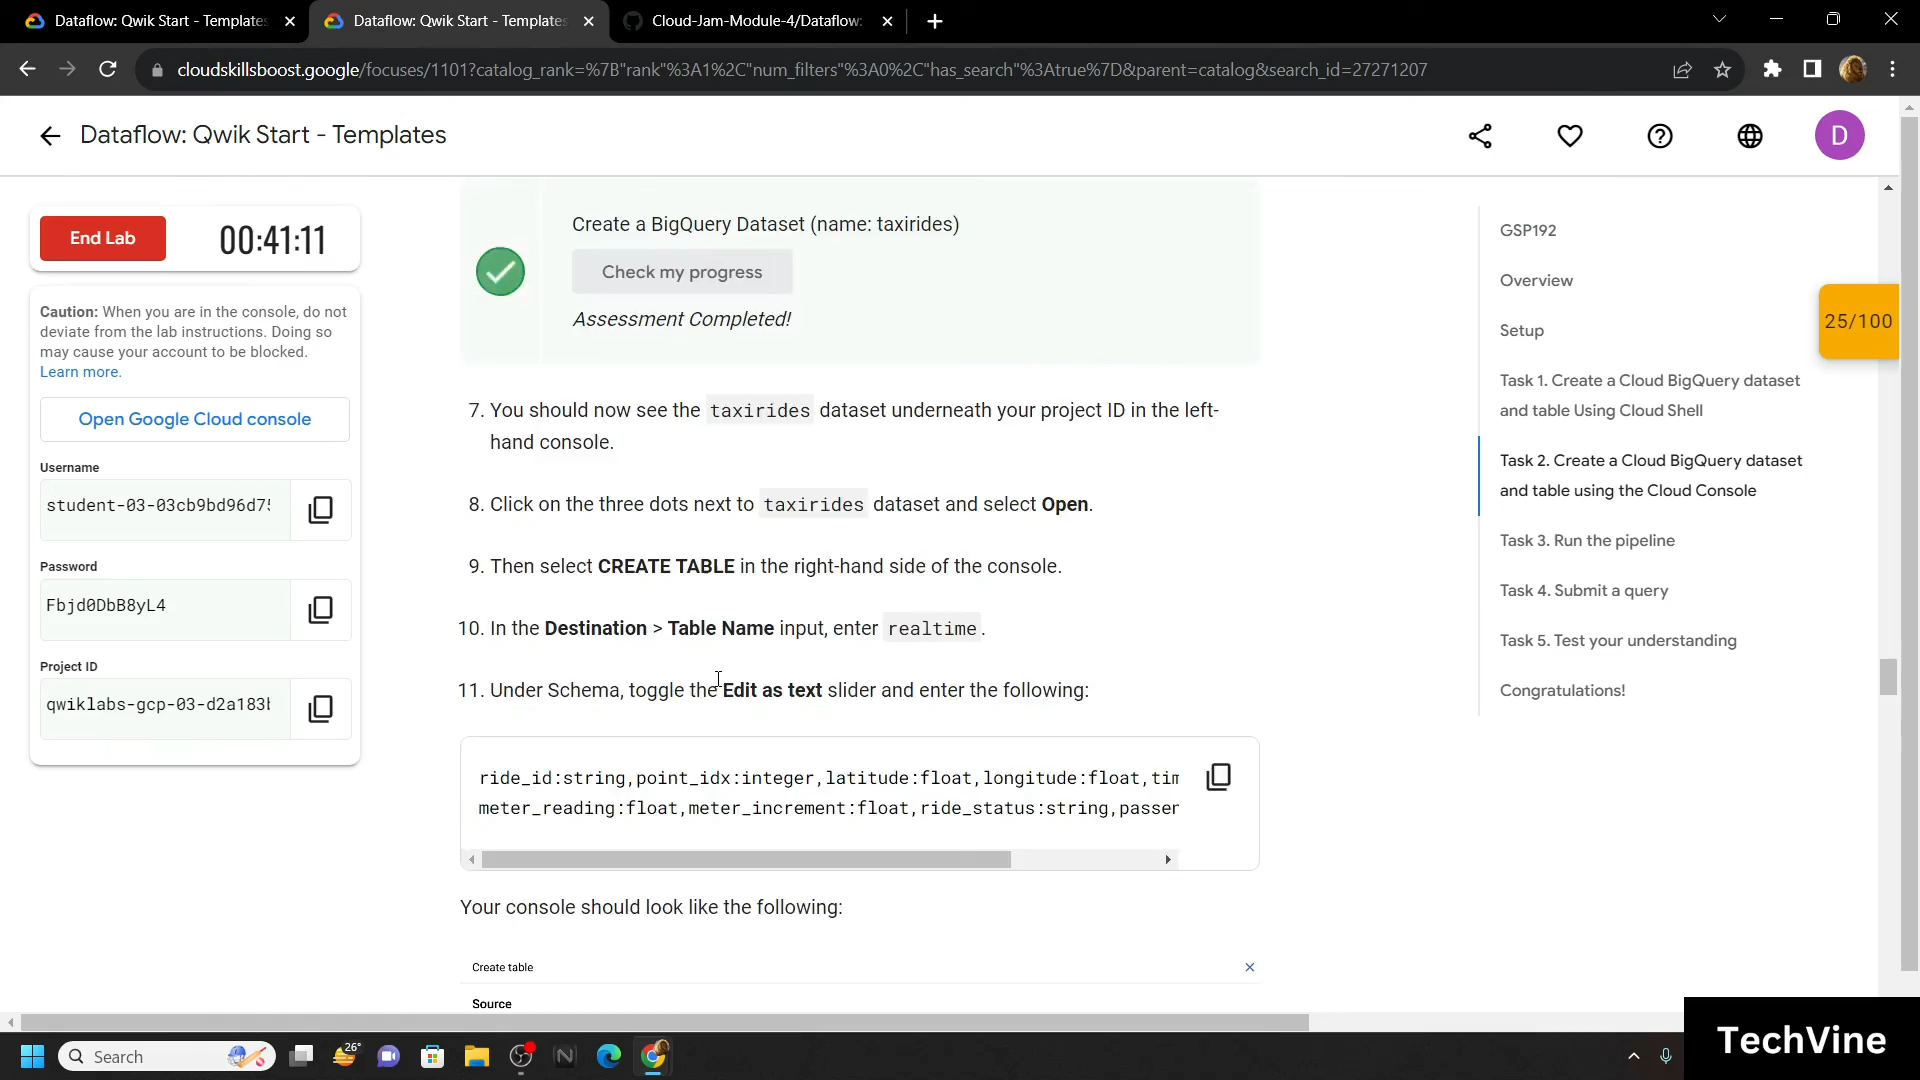 Dataflow: Qwik Start - Templates
Dataflow: Qwik Start - Templates
Cloud-Jam-Module-4/Dataflow:
cloudskillsboost.google/focuses/1101?catalog_rank=%7B"rank"%3A1%2C"num_filters"%3A0%2C"has_search"%3Atrue%7D&parent=catalog&search_id=27271207
Dataflow: Qwik Start - Templates
D
End Lab
00:41:11
Caution: When you are in the console, do not
deviate from the lab instructions. Doing so
may cause your account to be blocked.
Learn more.
Open Google Cloud console
Username
student-03-03cb9bd96d75
Password
Fbjd0DbB8yL4
Project ID
qwiklabs-gcp-03-d2a183b
Create a BigQuery Dataset (name: taxirides)
Check my progress
Assessment Completed!
7. You should now see the taxirides dataset underneath your project ID in the left-
hand console.
8. Click on the three dots next to taxirides dataset and select Open.
9. Then select CREATE TABLE in the right-hand side of the console.
10. In the Destination > Table Name input, enter realtime.
11. Under Schema, toggle the Edit as text slider and enter the following:
ride_id:string,point_idx:integer,latitude:float,longitude:float,tim
meter_reading:float,meter_increment:float,ride_status:string,passen
Your console should look like the following:
Create table
Source
GSP192
Overview
Setup
Task 1. Create a Cloud BigQuery dataset
and table Using Cloud Shell
Task 2. Create a Cloud BigQuery dataset
and table using the Cloud Console
Task 3. Run the pipeline
Task 4. Submit a query
Task 5. Test your understanding
Congratulations!
25/100
Search
26°
TechVine